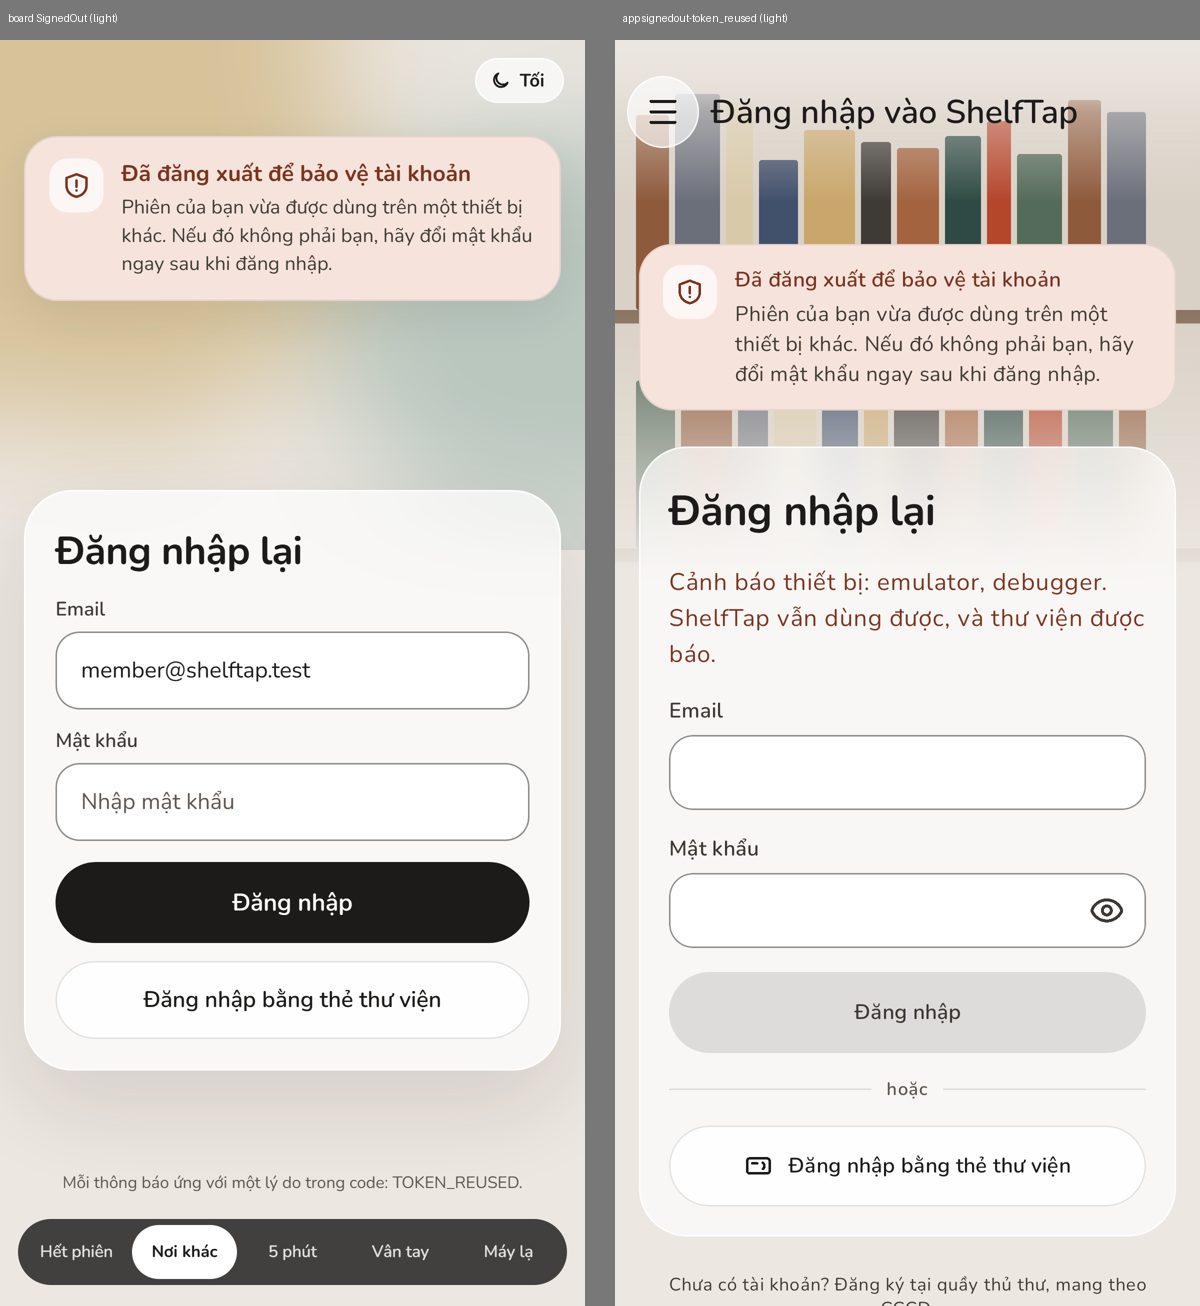 board SignedOut (light)
Tối
Đã đăng xuất để bảo vệ tài khoản
Phiên của bạn vừa được dùng trên một thiết bị
khác. Nếu đó không phải bạn, hãy đổi mật khẩu
ngay sau khi đăng nhập.
Đăng nhập lại
Email
member@shelftap.test
Mật khẩu
Nhập mật khẩu
Đăng nhập
Đăng nhập bằng thẻ thư viện
Mỗi thông báo ứng với một lý do trong code: TOKEN_REUSED.
Hết phiên
Nơi khác
5 phút
Vân tay
Máy lạ
app signedout-token_reused (light)
Đăng nhập vào ShelfTap
Đã đăng xuất để bảo vệ tài khoản
Phiên của bạn vừa được dùng trên một
thiết bị khác. Nếu đó không phải bạn, hãy
đổi mật khẩu ngay sau khi đăng nhập.
Đăng nhập lại
Cảnh báo thiết bị: emulator, debugger.
ShelfTap vẫn dùng được, và thư viện được
báo.
Email
Mật khẩu
Đăng nhập
hoặc
Đăng nhập bằng thẻ thư viện
Chưa có tài khoản? Đăng ký tại quầy thủ thư, mang theo